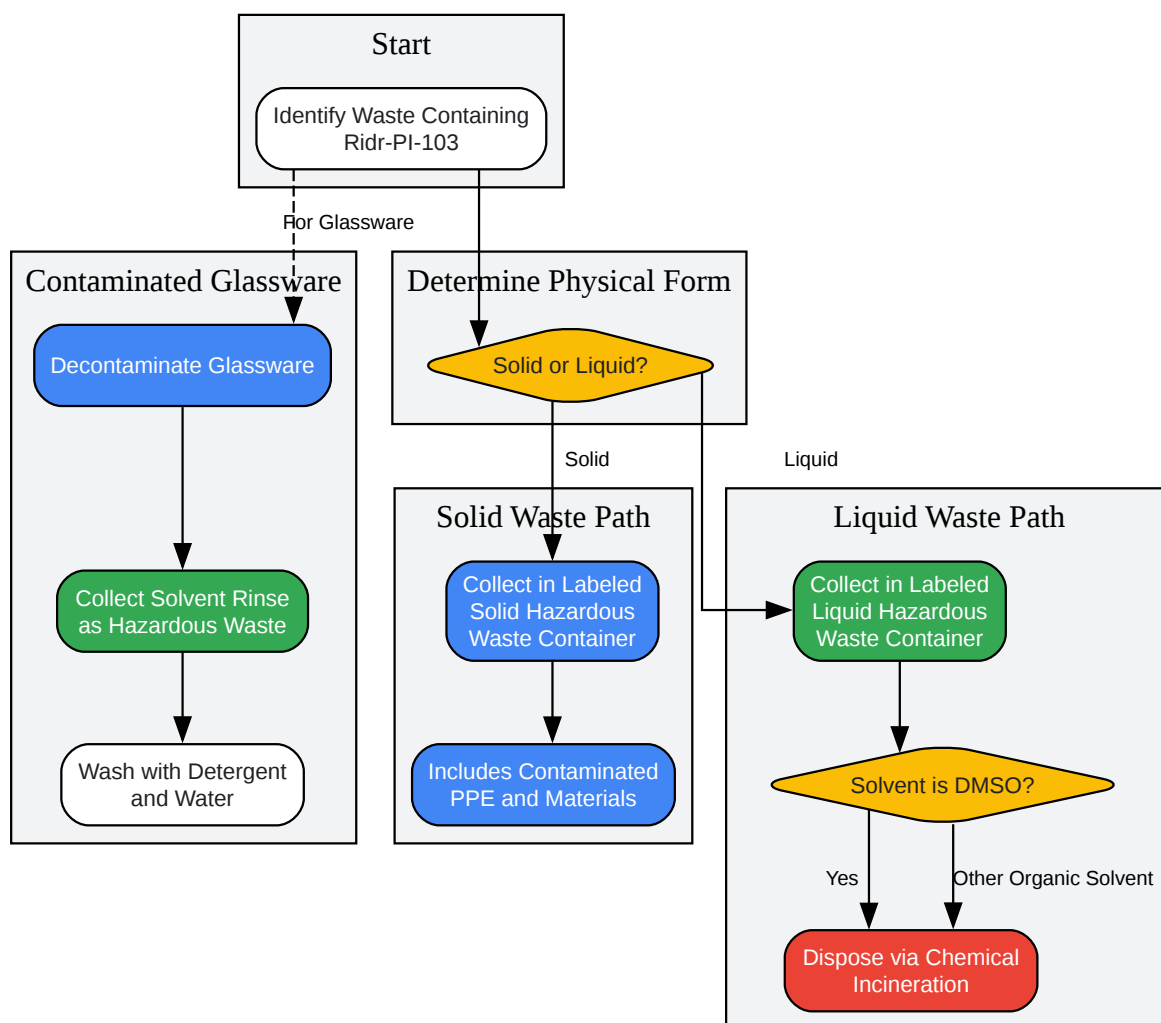 Start
Identify Waste Containing
Ridr-PI-103
For Glassware
Contaminated Glassware
Decontaminate Glassware
Collect Solvent Rinse
as Hazardous Waste
Wash with Detergent
and Water
Determine Physical Form
Solid or Liquid?
Solid
Liquid
Solid Waste Path
Collect in Labeled
Solid Hazardous
Waste Container
Includes Contaminated
PPE and Materials
Liquid Waste Path
Collect in Labeled
Liquid Hazardous
Waste Container
Solvent is DMSO?
Yes
Other Organic Solvent
Dispose via Chemical
Incineration